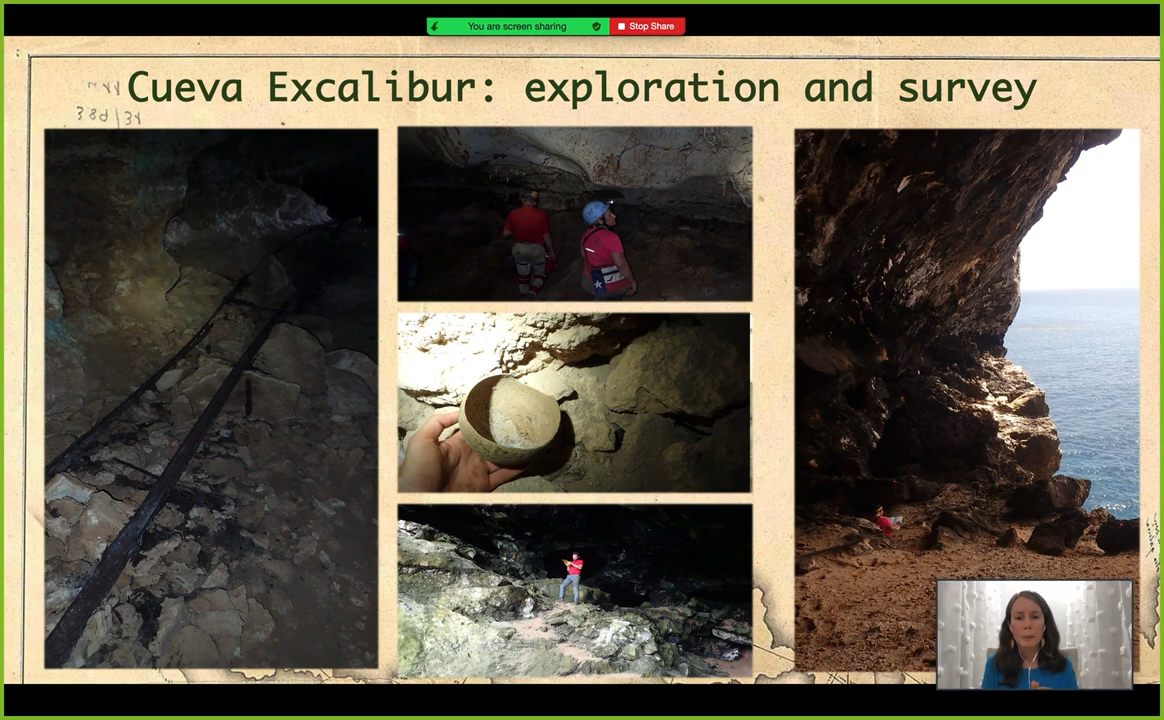 You are screen sharing
Stop Share
Cueva Excalibur: exploration and survey